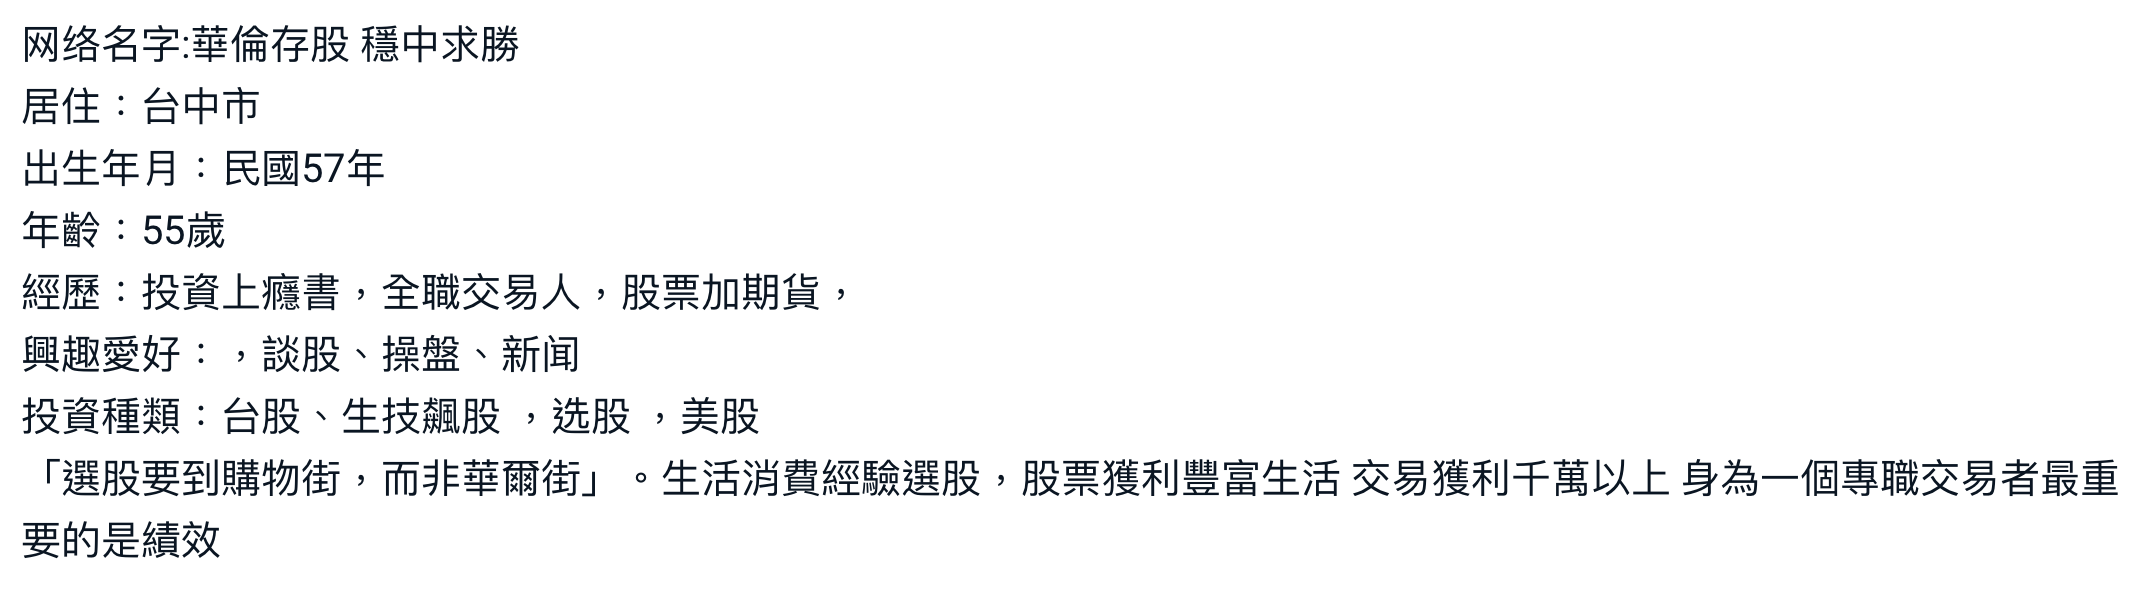 网络名字:華倫存股 穩中求勝
居住：台中市
出生年月：民國57年
年齡：55歲
經歷：投資上癮書，全職交易人，股票加期貨，
興趣愛好：，談股、操盤、新闻
投資種類：台股、生技飆股 ，选股 ，美股
「選股要到購物街，而非華爾街」。生活消費經驗選股，股票獲利豐富生活 交易獲利千萬以上 身為一個專職交易者最重
要的是績效